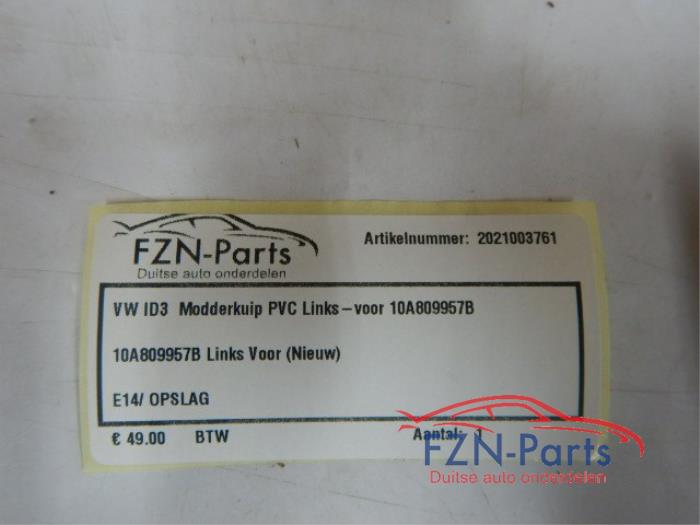 FZN-Parts
Duitse auto onderdelen
Artikelnummer: 2021003761
VW ID3 Modderkuip PVC Links-voor 10A809957B
10A809957B Links Voor (Nieuw)
E14/ OPSLAG
€ 49.00 BTW Aantal: 1
FZN-Parts
Duitse auto onderdelen